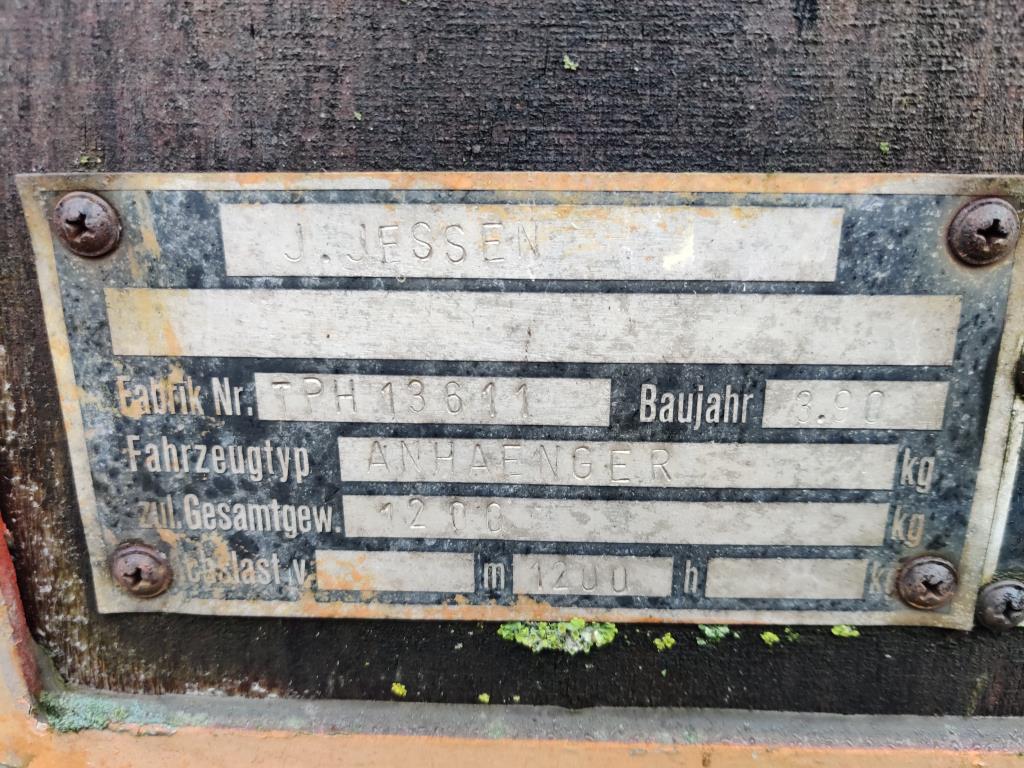 J. JESSEN
Fabrik Nr. TPH 13611 Baujahr 3.90
Fahrzeugtyp ANHAENGER kg
zul. Gesamtgew. 1200 kg
v. m 1200 h